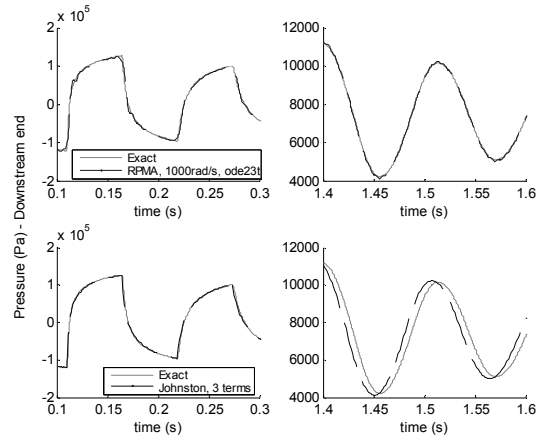 x 10^5
2
1
0
-1
-2
Exact
RPMA, 1000rad/s, ode23t
0.1 0.15 0.2 0.25 0.3
time (s)
12000
10000
8000
6000
4000
1.4 1.45 1.5 1.55 1.6
time (s)
Pressure (Pa) - Downstream end
x 10^5
2
1
0
-1
-2
Exact
Johnston, 3 terms
0.1 0.15 0.2 0.25 0.3
time (s)
12000
10000
8000
6000
4000
1.4 1.45 1.5 1.55 1.6
time (s)